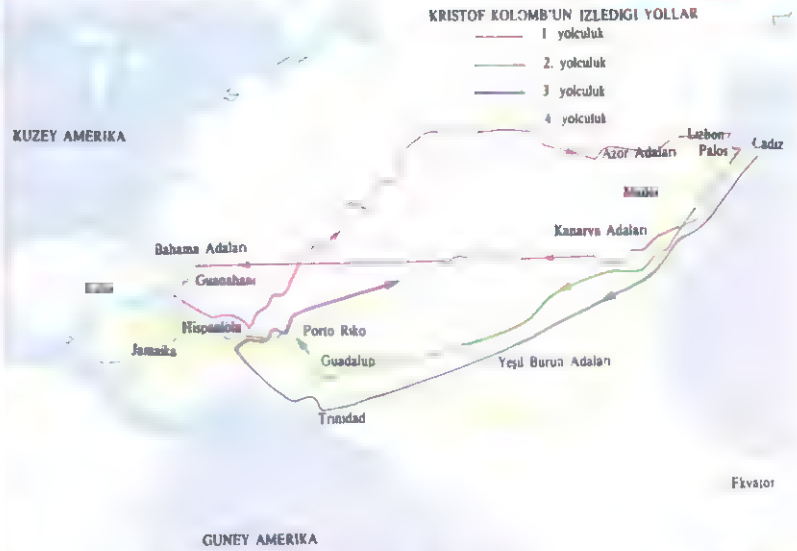 KRISTOF KOLOMB'UN IZLEDIGI YOLLAR
1 yolculuk
2. yolculuk
3 yolculuk
4 yolculuk
KUZEY AMERIKA
Lizbon
Azor Adaları
Palos
Cadiz
Kanarya Adaları
Bahama Adaları
Guanahani
Hispaniola
Porto Riko
Jamaika
Guadalup
Yeşil Burun Adaları
Trinidad
Ekvator
GUNEY AMERIKA